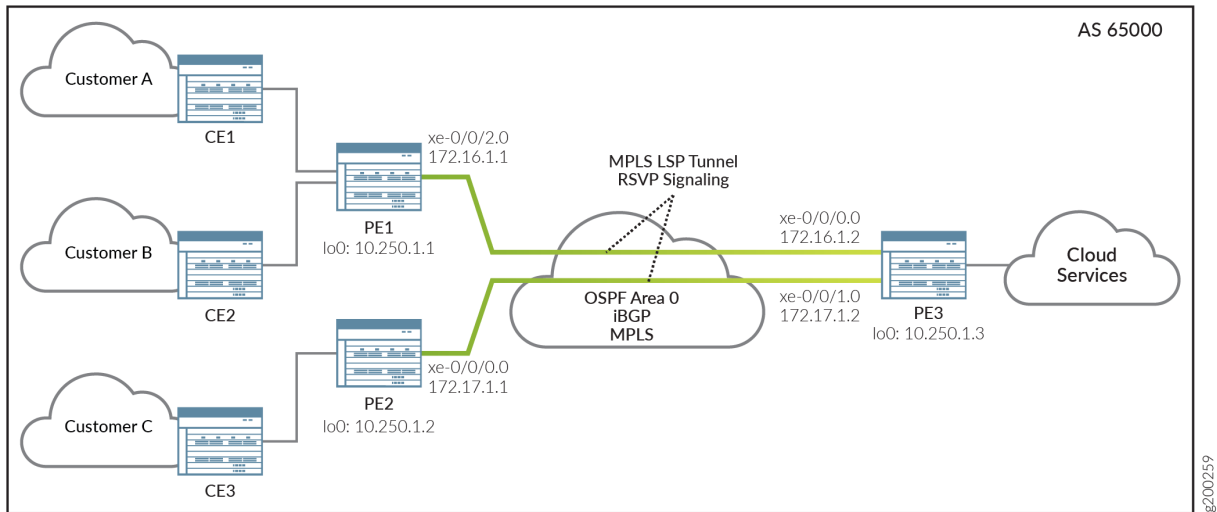 AS 65000
Customer A
CE1
xe-0/0/2.0
172.16.1.1
PE1
lo0: 10.250.1.1
MPLS LSP Tunnel
RSVP Signaling
Customer B
CE2
xe-0/0/0.0
172.16.1.2
Cloud
Services
OSPF Area 0
iBGP
MPLS
xe-0/0/1.0
172.17.1.2
PE3
lo0: 10.250.1.3
xe-0/0/0.0
172.17.1.1
PE2
lo0: 10.250.1.2
Customer C
CE3
g200259